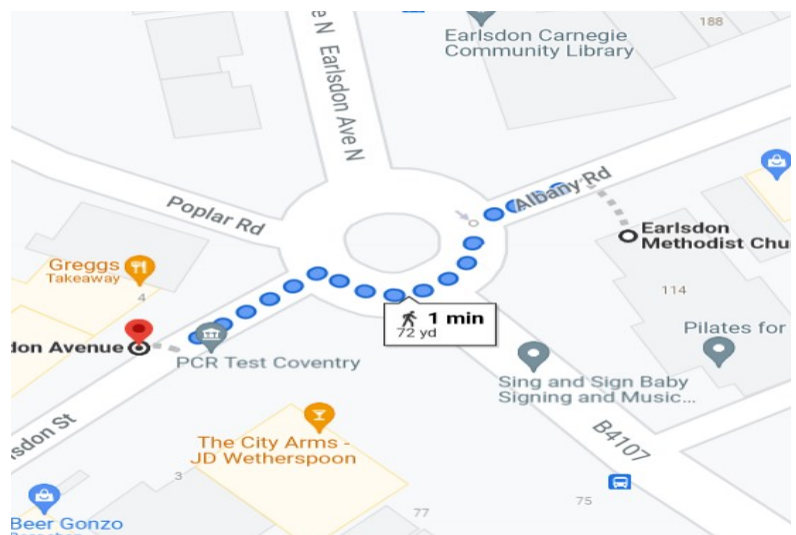 188
Earlsdon Carnegie
Community Library
e N
Earlsdon Ave N
Albany Rd
Poplar Rd
Earlsdon
Methodist Chu
Greggs
Takeaway
4
114
1 min
72 yd
Pilates for
don Avenue
PCR Test Coventry
Sing and Sign Baby
Signing and Music...
lsdon St
B4107
The City Arms -
JD Wetherspoon
3
75
77
Beer Gonzo